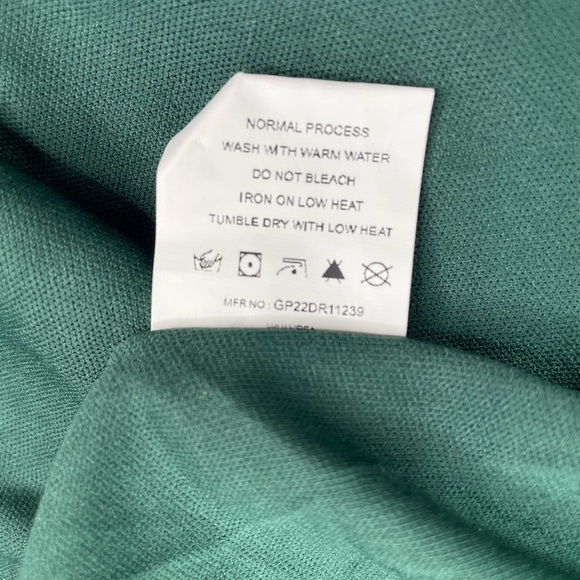 NORMAL PROCESS
WASH WITH WARM WATER
DO NOT BLEACH
IRON ON LOW HEAT
TUMBLE DRY WITH LOW HEAT
MFR.NO : GP22DR11239